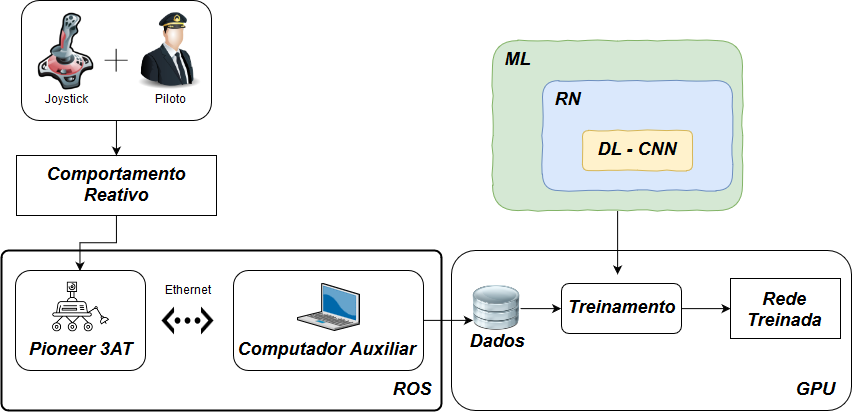 Joystick
Piloto
Comportamento
Reativo
ML
RN
DL - CNN
Ethernet
Pioneer 3AT
Computador Auxiliar
ROS
Dados
Treinamento
Rede
Treinada
GPU